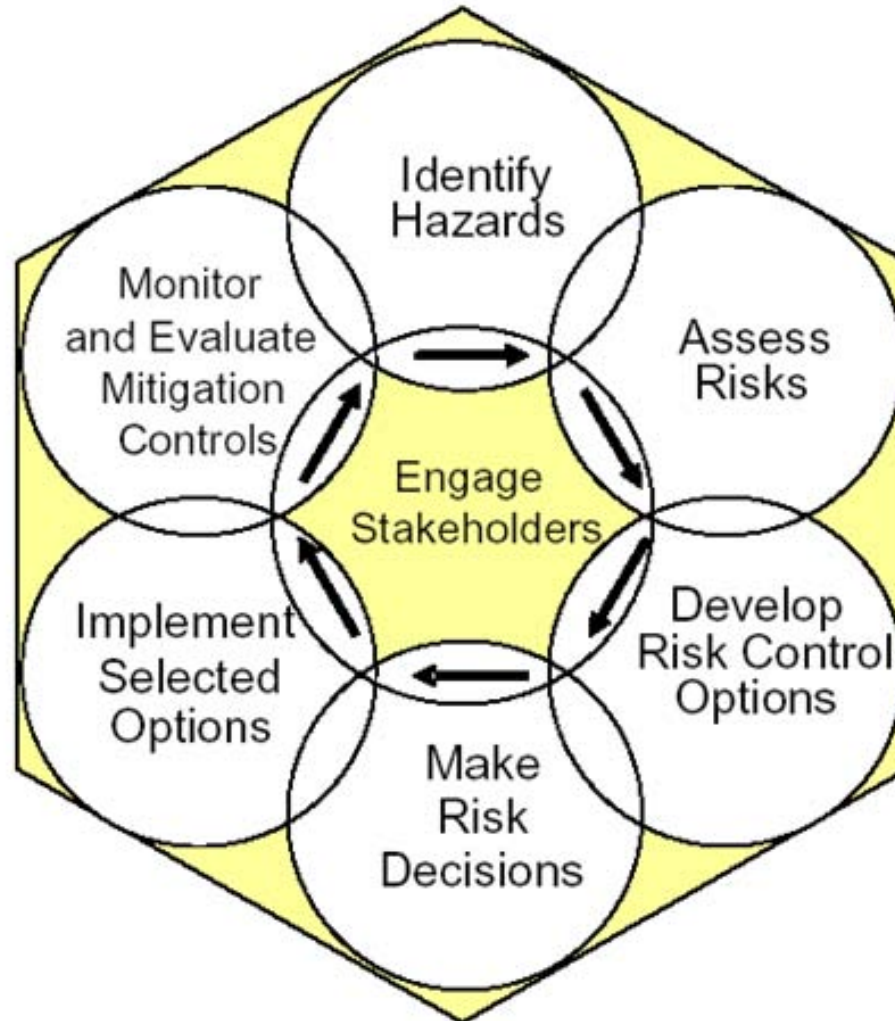 Identify
Hazards
Assess
Risks
Develop
Risk Control
Options
Make
Risk
Decisions
Implement
Selected
Options
Monitor
and Evaluate
Mitigation
Controls
Engage
Stakeholders